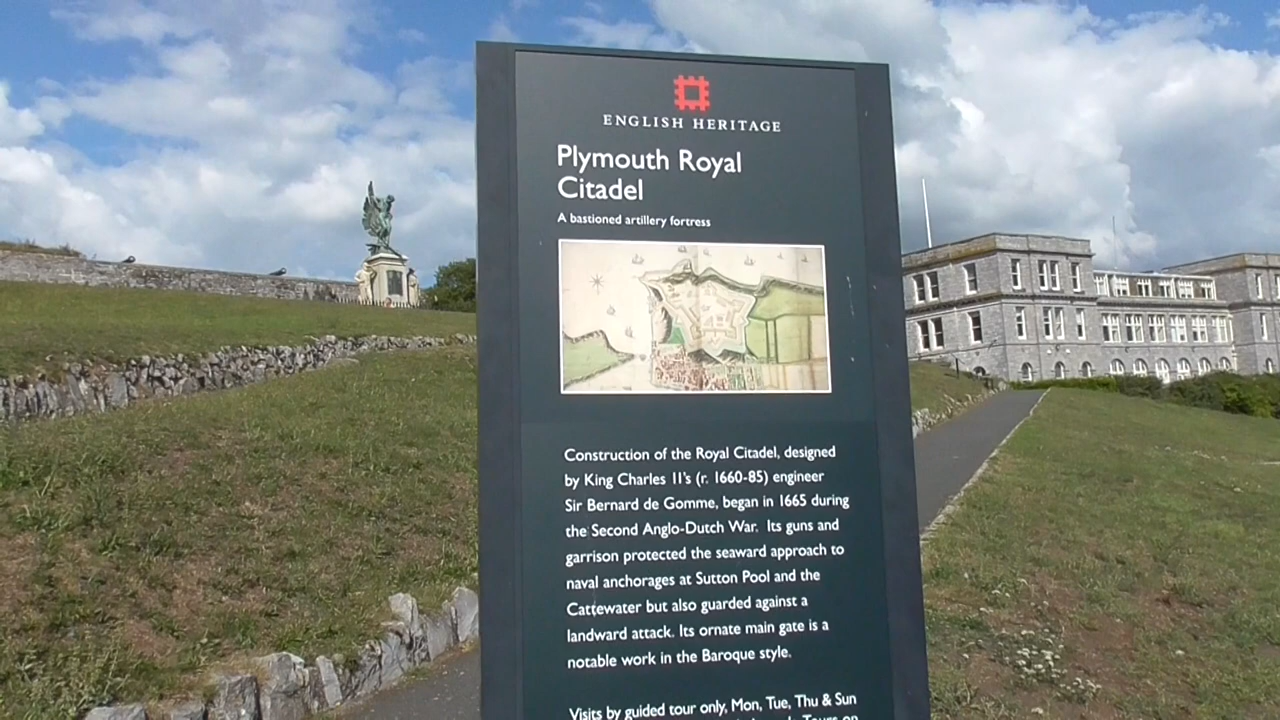 ENGLISH HERITAGE
Plymouth Royal
Citadel
A bastioned artillery fortress
Construction of the Royal Citadel, designed
by King Charles II's (r. 1660-85) engineer
Sir Bernard de Gomme, began in 1665 during
the Second Anglo-Dutch War. Its guns and
garrison protected the seaward approach to
naval anchorages at Sutton Pool and the
Cattewater but also guarded against a
landward attack. Its ornate main gate is a
notable work in the Baroque style.
Visits by guided tour only, Mon, Tue, Thu & Sun
Tours on